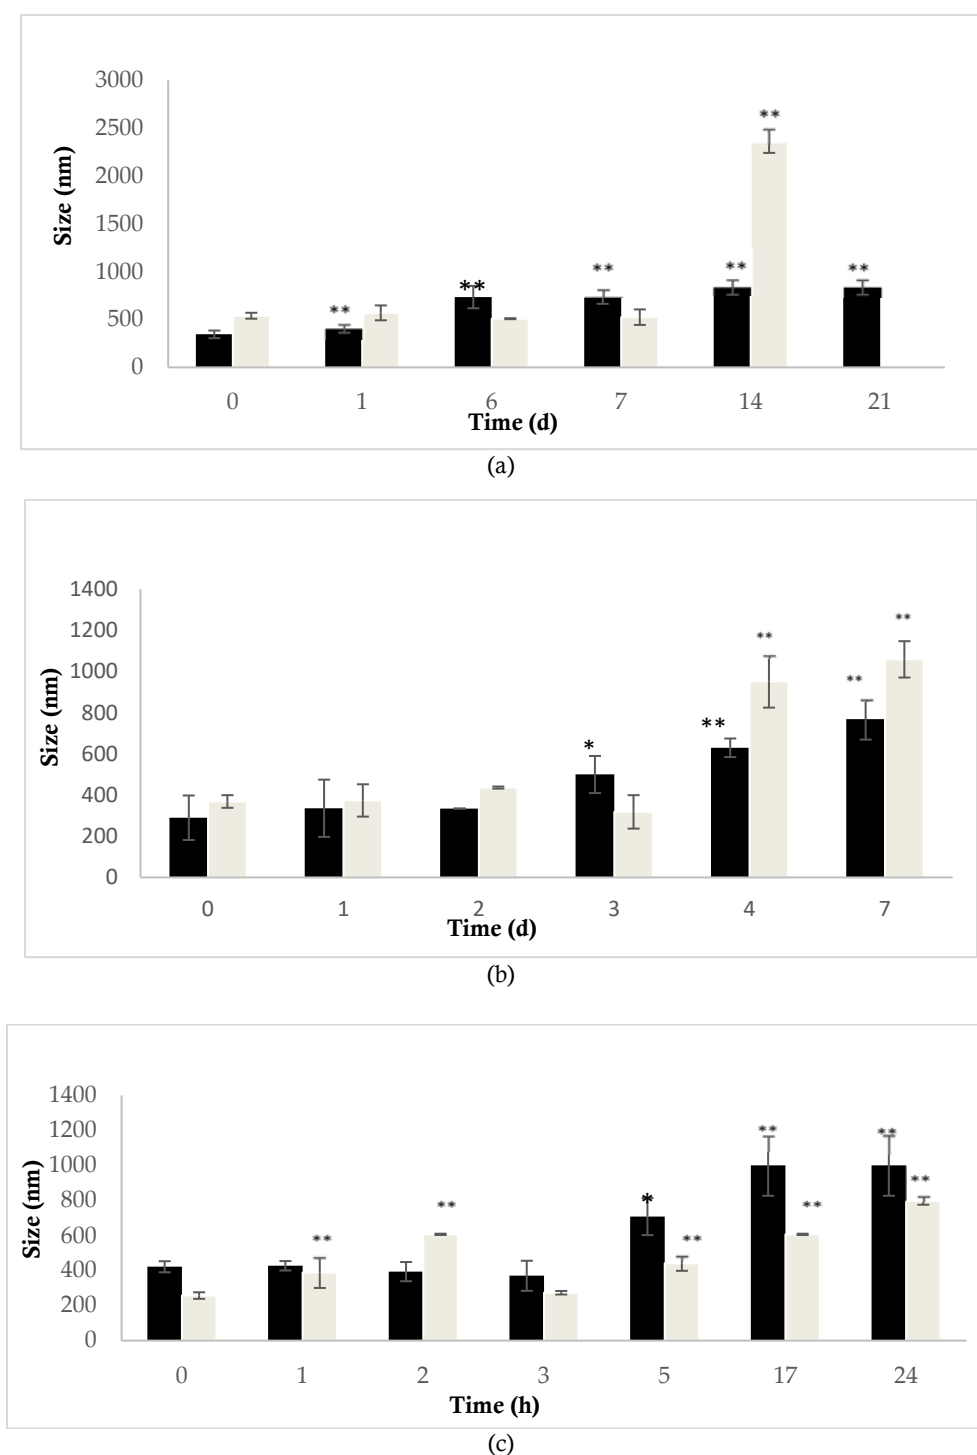 3000
2500
2000
1500
1000
500
0
Size (nm)
** ** ** ** ** **
0 1 6 7 14 21
Time (d)
(a)
1400
1200
1000
800
600
400
200
0
Size (nm)
* ** ** ** **
0 1 2 3 4 7
Time (d)
(b)
1400
1200
1000
800
600
400
200
0
Size (nm)
** ** * ** ** ** ** **
0 1 2 3 5 17 24
Time (h)
(c)